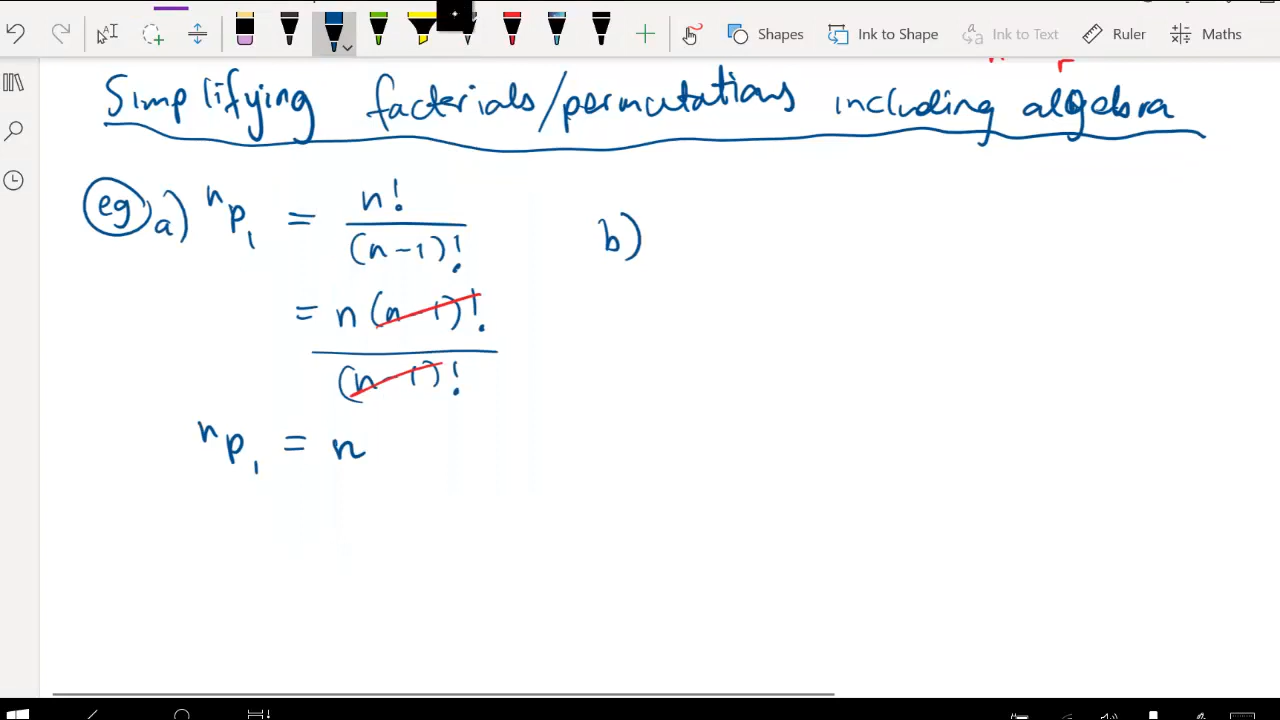 Shapes Ink to Shape Ink to Text Ruler Maths
Simplifying factorials/permutations including algebra
eg a) ⁿP₁ = n! / (n-1)! b)
= n(n-1)! / (n-1)!
ⁿP₁ = n